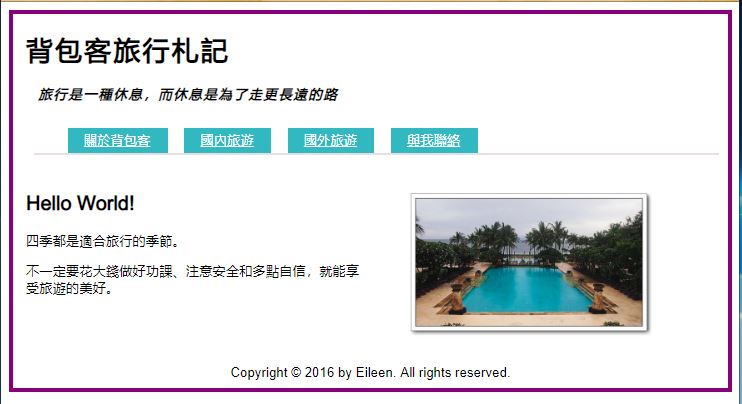 背包客旅行札記
旅行是一種休息，而休息是為了走更長遠的路
關於背包客 國內旅遊 國外旅遊 與我聯絡
Hello World!
四季都是適合旅行的季節。
不一定要花大錢做好功課、注意安全和多點自信，就能享
受旅遊的美好。
Copyright © 2016 by Eileen. All rights reserved.